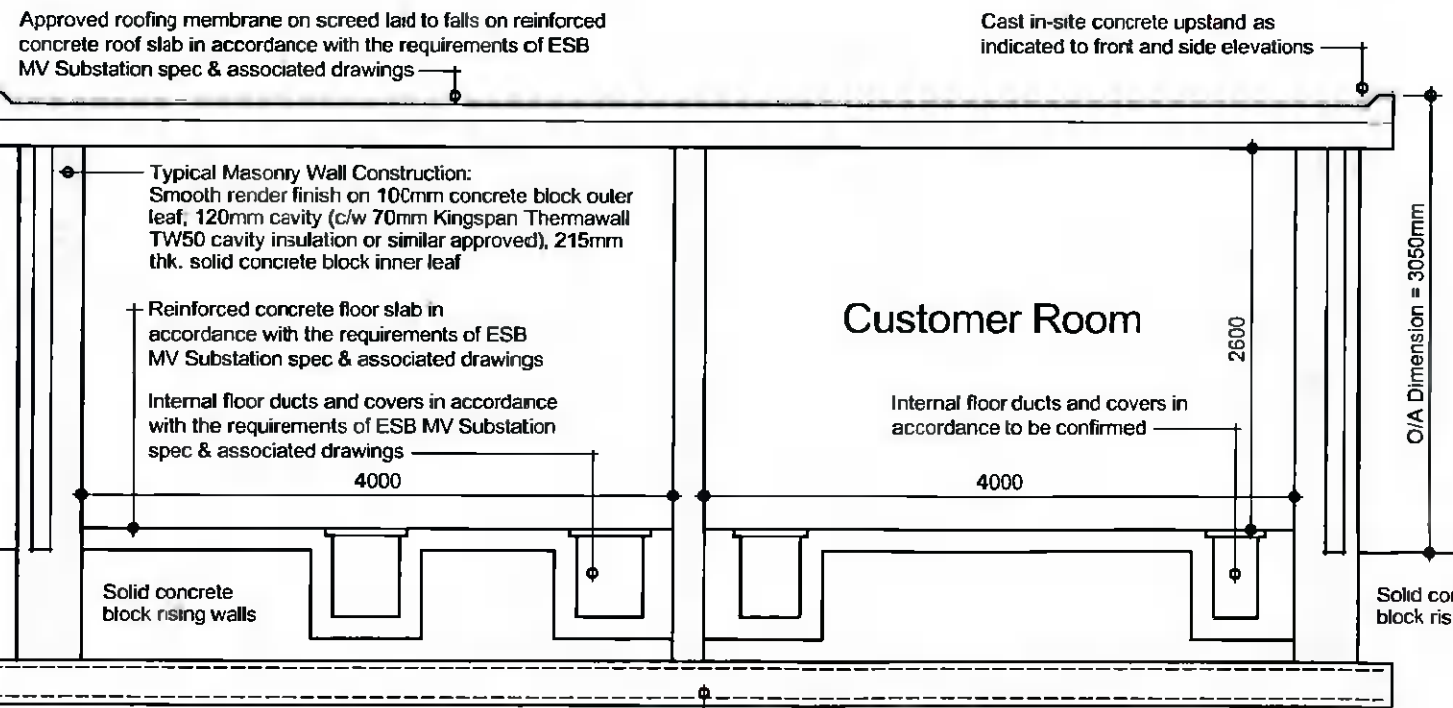 Approved roofing membrane on screed laid to falls on reinforced
concrete roof slab in accordance with the requirements of ESB
MV Substation spec & associated drawings
Cast in-site concrete upstand as
indicated to front and side elevations
Typical Masonry Wall Construction:
Smooth render finish on 100mm concrete block outer
leaf, 120mm cavity (c/w 70mm Kingspan Thermawall
TW50 cavity insulation or similar approved), 215mm
thk. solid concrete block inner leaf
Reinforced concrete floor slab in
accordance with the requirements of ESB
MV Substation spec & associated drawings
Internal floor ducts and covers in accordance
with the requirements of ESB MV Substation
spec & associated drawings
4000
Customer Room
2600
O/A Dimension = 3050mm
Internal floor ducts and covers in
accordance to be confirmed
4000
Solid concrete
block rising walls
Solid co
block ris